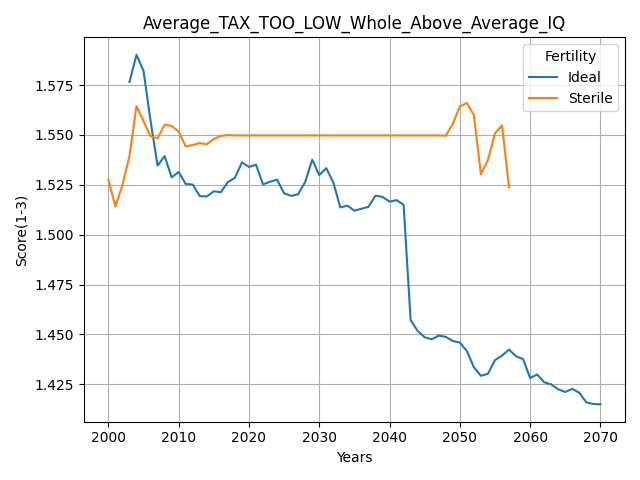 Average_TAX_TOO_LOW_Whole_Above_Average_IQ
Fertility
Ideal
Sterile
Score(1-3)
1.575
1.550
1.525
1.500
1.475
1.450
1.425
2000 2010 2020 2030 2040 2050 2060 2070
Years